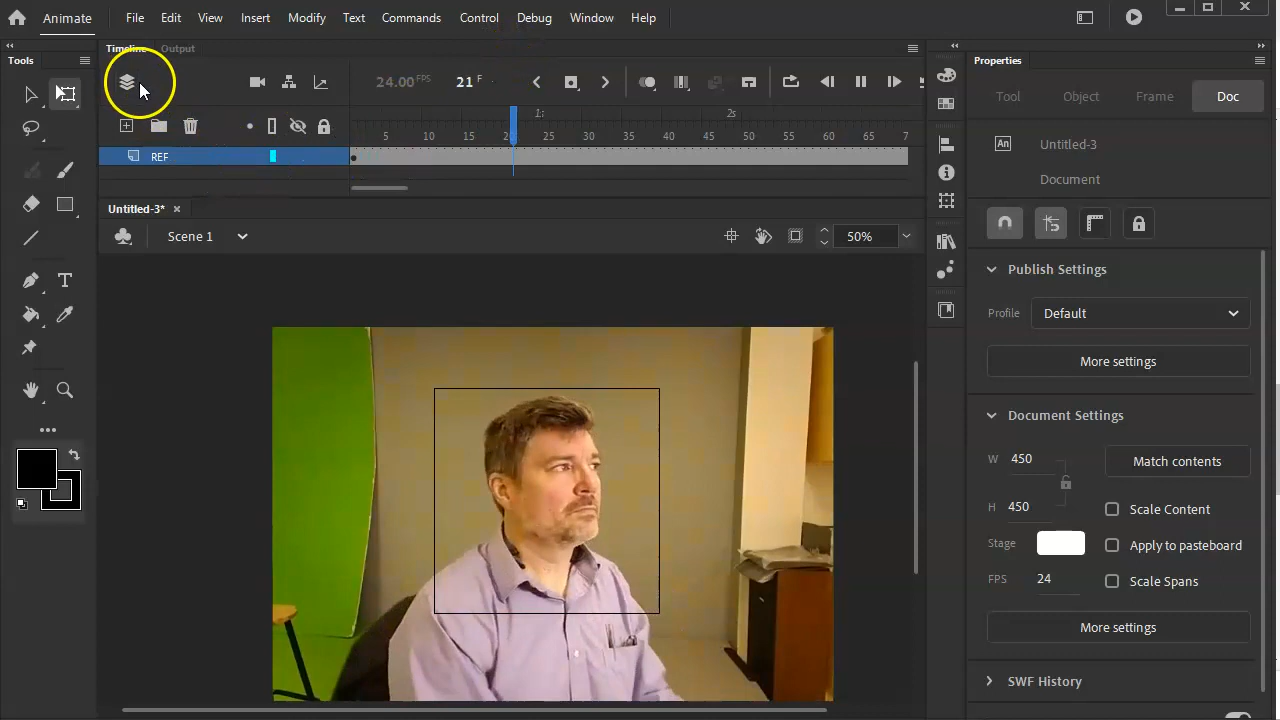 Animate File Edit View Insert Modify Text Commands Control Debug Window Help
Tools
Timeline Output
24.00 FPS 21 F
1s 2s
5 10 15 20 25 30 35 40 45 50 55 60 65 7
REF
Untitled-3*
Scene 1
50%
Properties
Tool Object Frame Doc
An Untitled-3
Document
Publish Settings
Profile Default
More settings
Document Settings
W 450 Match contents
H 450 Scale Content
Stage Apply to pasteboard
FPS 24 Scale Spans
More settings
SWF History